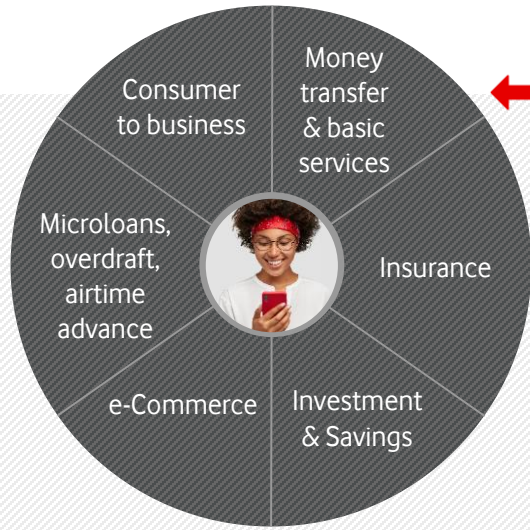 Money
transfer
& basic
services
Insurance
Investment
& Savings
e-Commerce
Microloans,
overdraft,
airtime
advance
Consumer
to business